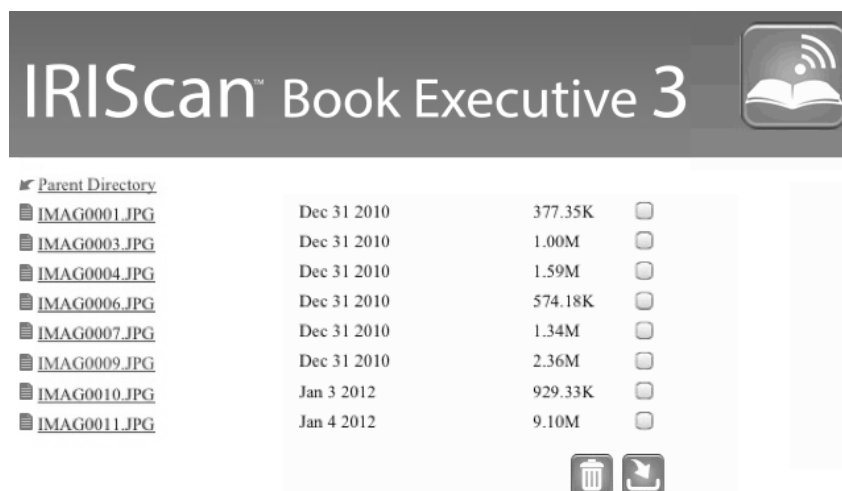 IRIScan™ Book Executive 3
Parent Directory
IMAG0001.JPG Dec 31 2010 377.35K
IMAG0003.JPG Dec 31 2010 1.00M
IMAG0004.JPG Dec 31 2010 1.59M
IMAG0006.JPG Dec 31 2010 574.18K
IMAG0007.JPG Dec 31 2010 1.34M
IMAG0009.JPG Dec 31 2010 2.36M
IMAG0010.JPG Jan 3 2012 929.33K
IMAG0011.JPG Jan 4 2012 9.10M